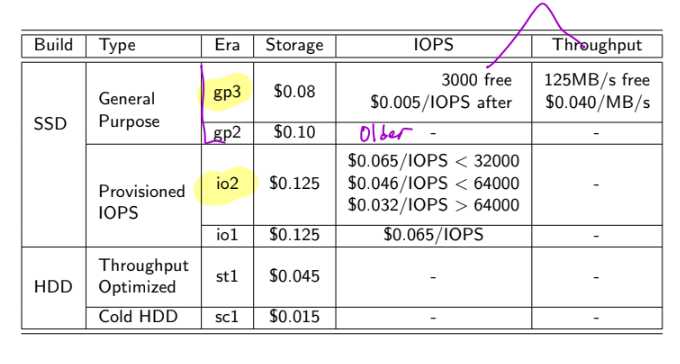 Build Type Era Storage IOPS Throughput
SSD
General
Purpose
gp3 $0.08
3000 free
$0.005/IOPS after
125MB/s free
$0.040/MB/s
gp2 $0.10 Older - -
Provisioned
IOPS
io2 $0.125
$0.065/IOPS < 32000
$0.046/IOPS < 64000
$0.032/IOPS > 64000
-
io1 $0.125 $0.065/IOPS -
HDD
Throughput
Optimized
st1 $0.045 - -
Cold HDD sc1 $0.015 - -